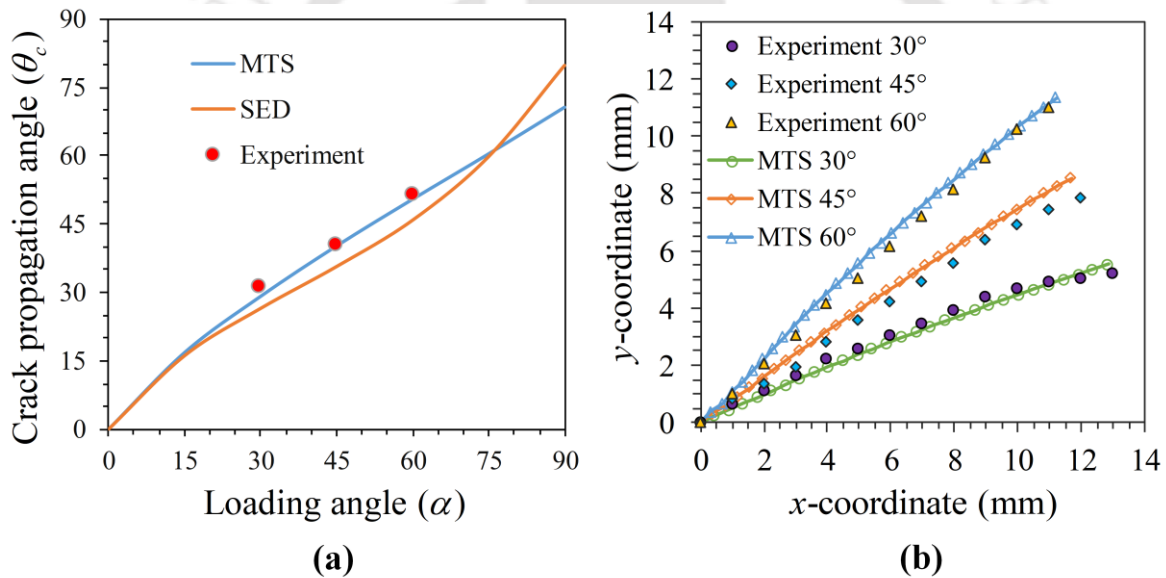 90
75
60
45
30
15
0
Crack propagation angle (θc)
MTS
SED
Experiment
0 15 30 45 60 75 90
Loading angle (α)
(a)
14
12
10
8
6
4
2
0
y-coordinate (mm)
Experiment 30°
Experiment 45°
Experiment 60°
MTS 30°
MTS 45°
MTS 60°
0 2 4 6 8 10 12 14
x-coordinate (mm)
(b)